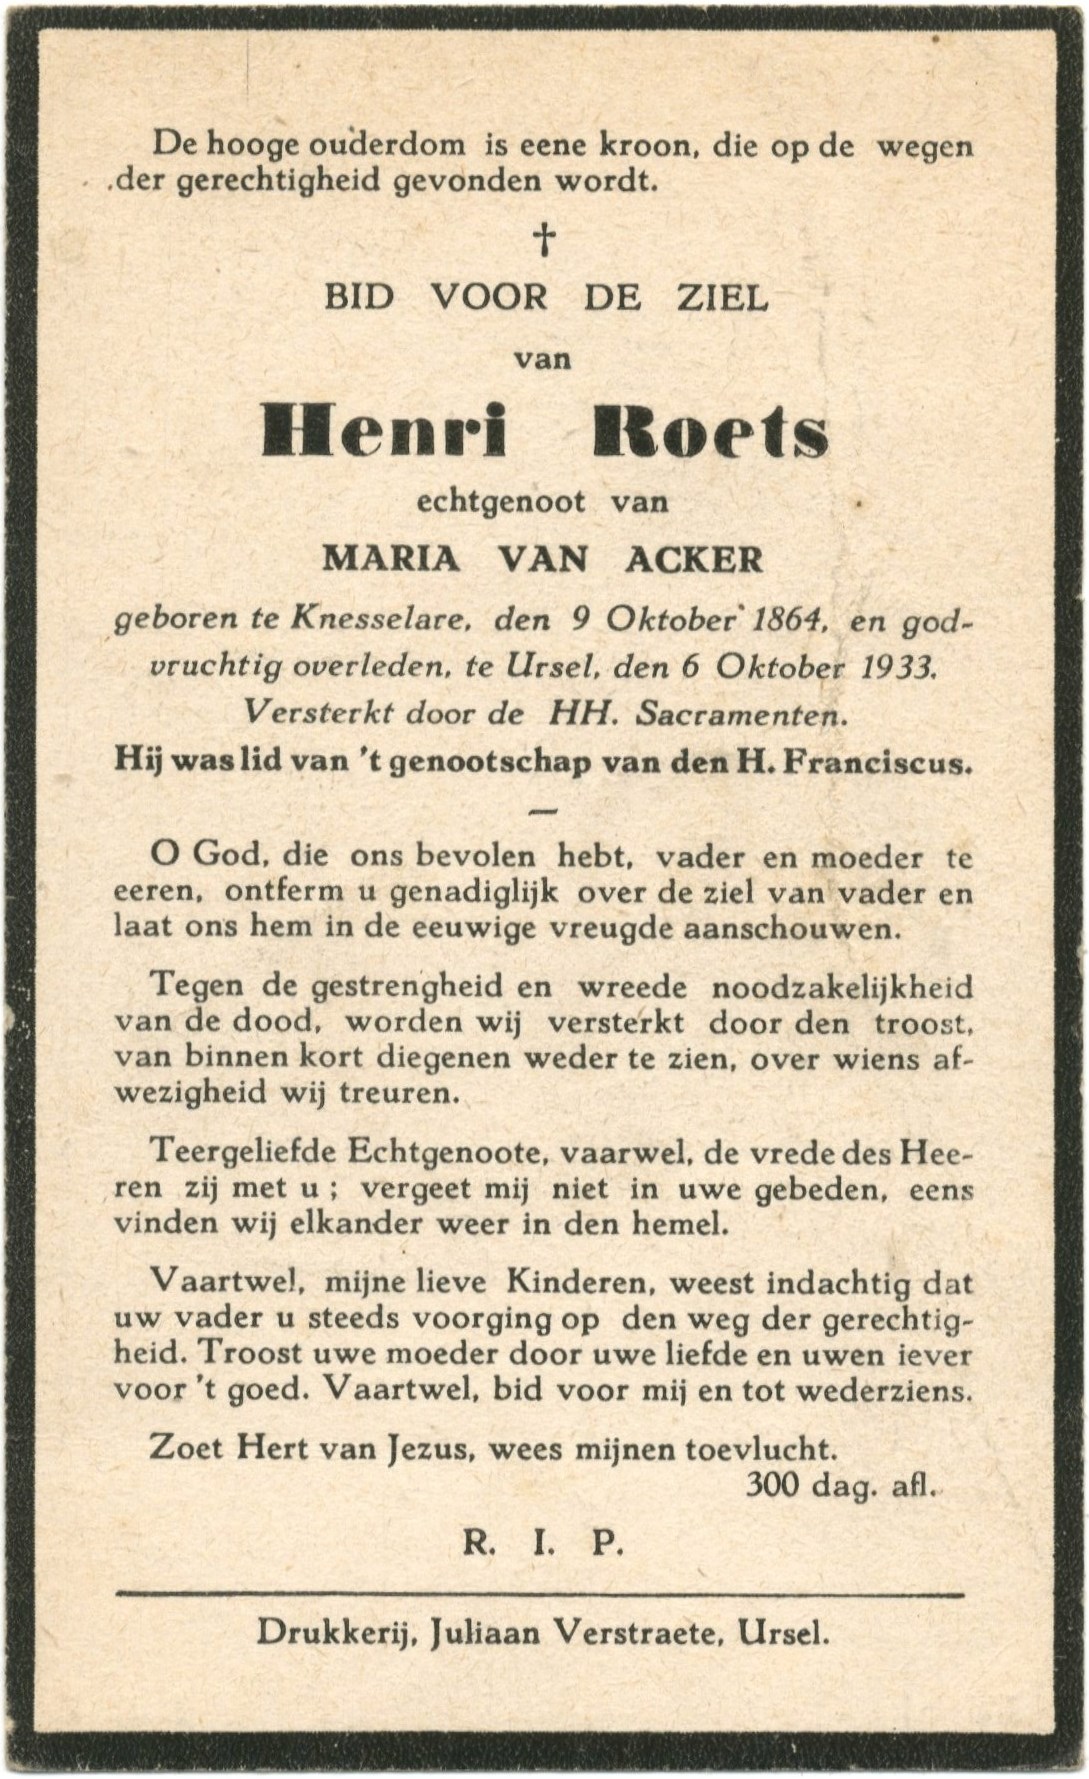 De hooge ouderdom is eene kroon, die op de wegen
der gerechtigheid gevonden wordt.
†
BID VOOR DE ZIEL
van
Henri Roets
echtgenoot van
MARIA VAN ACKER
geboren te Knesselare, den 9 Oktober 1864, en god-
vruchtig overleden, te Ursel, den 6 Oktober 1933.
Versterkt door de HH. Sacramenten.
Hij was lid van 't genootschap van den H. Franciscus.
—
O God, die ons bevolen hebt, vader en moeder te
eeren, ontferm u genadiglijk over de ziel van vader en
laat ons hem in de eeuwige vreugde aanschouwen.
Tegen de gestrengheid en wreede noodzakelijkheid
van de dood, worden wij versterkt door den troost,
van binnen kort diegenen weder te zien, over wiens af-
wezigheid wij treuren.
Teergeliefde Echtgenoote, vaarwel, de vrede des Hee-
ren zij met u ; vergeet mij niet in uwe gebeden, eens
vinden wij elkander weer in den hemel.
Vaartwel, mijne lieve Kinderen, weest indachtig dat
uw vader u steeds voorging op den weg der gerechtig-
heid. Troost uwe moeder door uwe liefde en uwen iever
voor 't goed. Vaartwel, bid voor mij en tot wederziens.
Zoet Hert van Jezus, wees mijnen toevlucht.
300 dag. afl.
R. I. P.
Drukkerij, Juliaan Verstraete, Ursel.